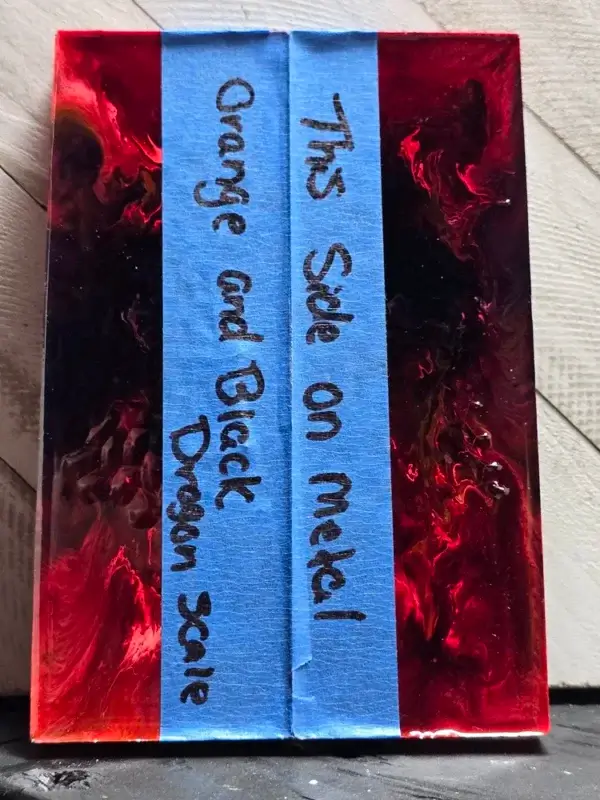 This Side on Metal
Orange and Black
Dragon scale